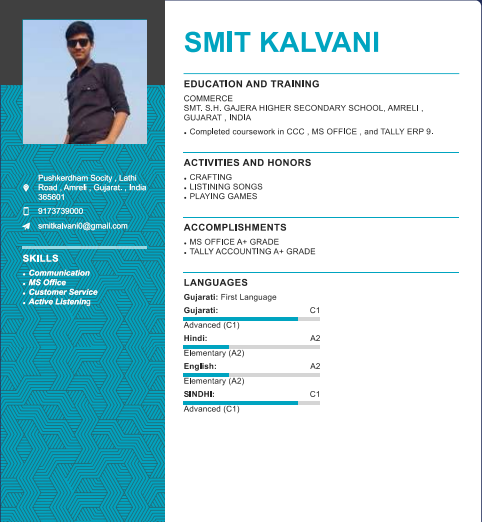 SMIT KALVANI
Pushkerdham Socity , Lathi
Road , Amreli , Gujarat. , India
365601
9173739000
smitkalvani0@gmail.com
SKILLS
• Communication
• MS Office
• Customer Service
• Active Listening
EDUCATION AND TRAINING
COMMERCE
SMT. S.H. GAJERA HIGHER SECONDARY SCHOOL, AMRELI ,
GUJARAT , INDIA
• Completed coursework in CCC , MS OFFICE , and TALLY ERP 9.
ACTIVITIES AND HONORS
• CRAFTING
• LISTINING SONGS
• PLAYING GAMES
ACCOMPLISHMENTS
• MS OFFICE A+ GRADE
• TALLY ACCOUNTING A+ GRADE
LANGUAGES
Gujarati: First Language
Gujarati: C1
Advanced (C1)
Hindi: A2
Elementary (A2)
English: A2
Elementary (A2)
SINDHI: C1
Advanced (C1)